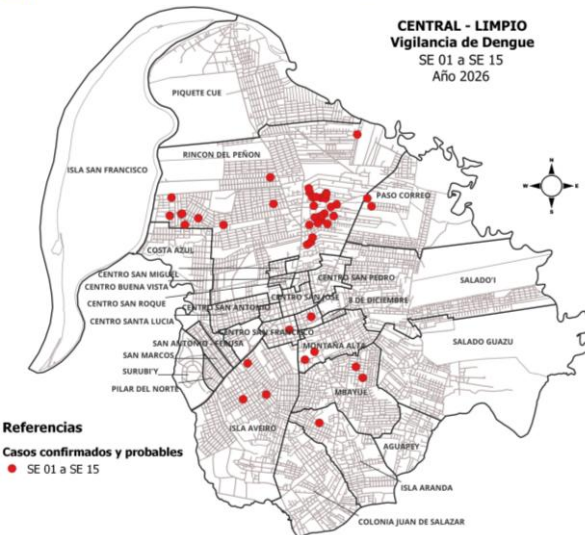 CENTRAL - LIMPIO
Vigilancia de Dengue
SE 01 a SE 15
Año 2026
PIQUETE CUE
ISLA SAN FRANCISCO
RINCON DEL PEÑON
PASO CORREO
N
W
E
S
COSTA AZUL
CENTRO SAN MIGUEL
CENTRO SAN PEDRO
SALADO'I
CENTRO BUENA VISTA
CENTRO SAN ROQUE
CENTRO SAN ANTONIO
CENTRO SAN JOSE
8 DE DICIEMBRE
CENTRO SANTA LUCIA
CENTRO SAN FRANCISCO
SAN ANTONIO - FERUSA
MONTAÑA ALTA
SALADO GUAZU
SAN MARCOS
SURUBI'Y
PILAR DEL NORTE
MBAYUE
ISLA AVEIRO
AGUAPEY
ISLA ARANDA
COLONIA JUAN DE SALAZAR
Referencias
Casos confirmados y probables
SE 01 a SE 15